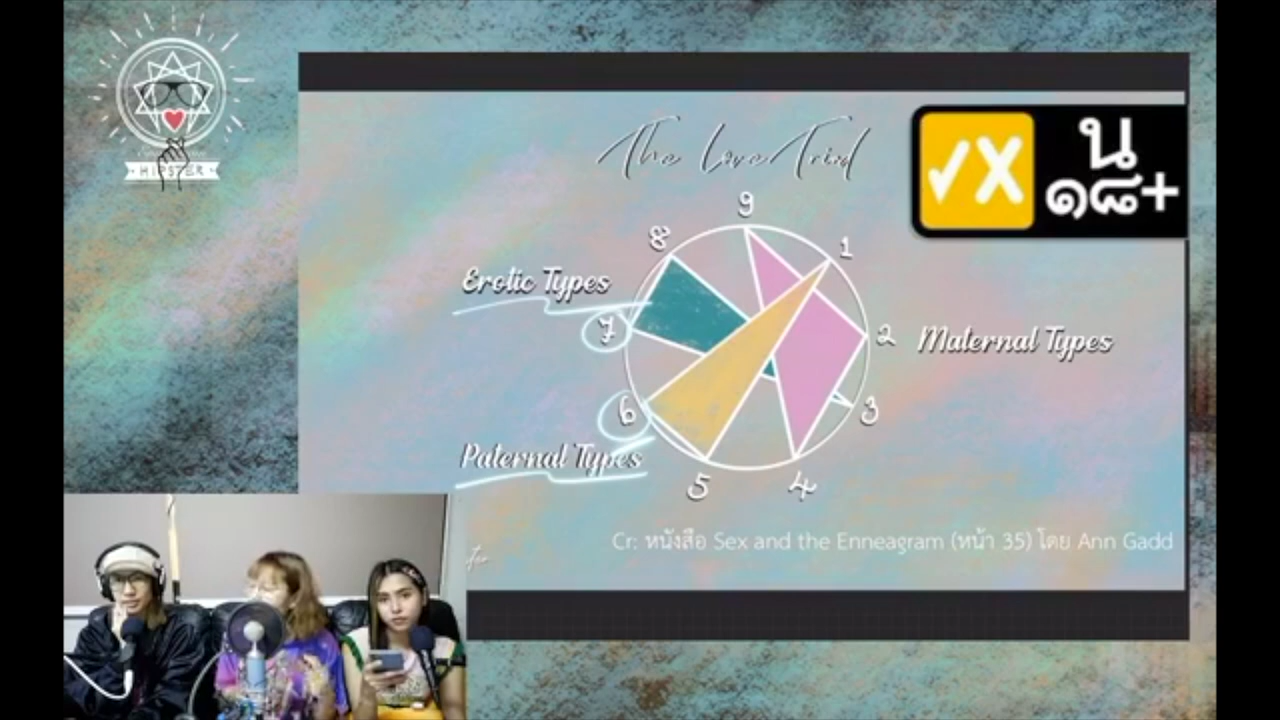 HIPSTER
The Love Triad
√X
น
๑๘+
9
8
1
Erotic Types
7
2
Maternal Types
6
3
Paternal Types
5
4
Cr: หนังสือ Sex and the Enneagram (หน้า 35) โดย Ann Gadd